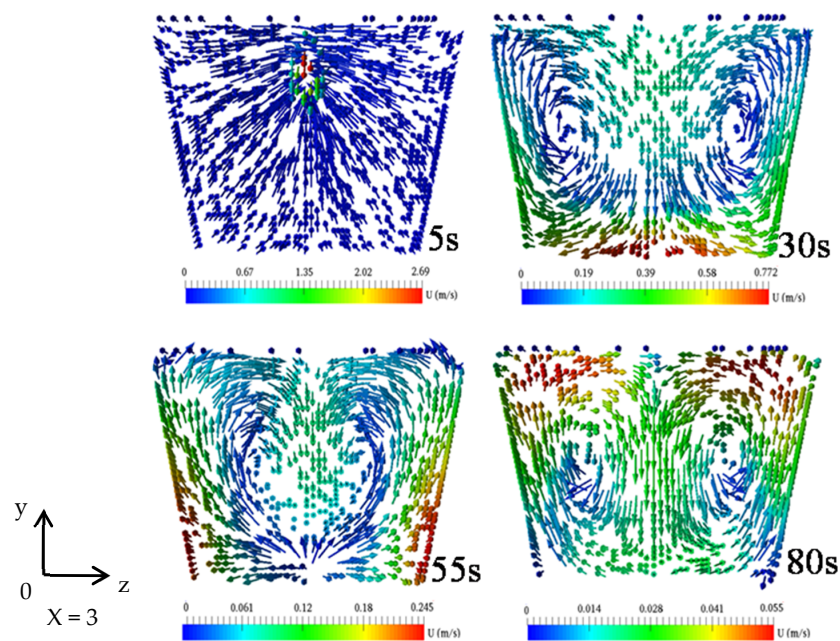 5s
30s
0 0.67 1.35 2.02 2.69
U (m/s)
0 0.19 0.39 0.58 0.772
U (m/s)
y
0
z
X = 3
55s
80s
0 0.061 0.12 0.18 0.245
U (m/s)
0 0.014 0.028 0.041 0.055
U (m/s)